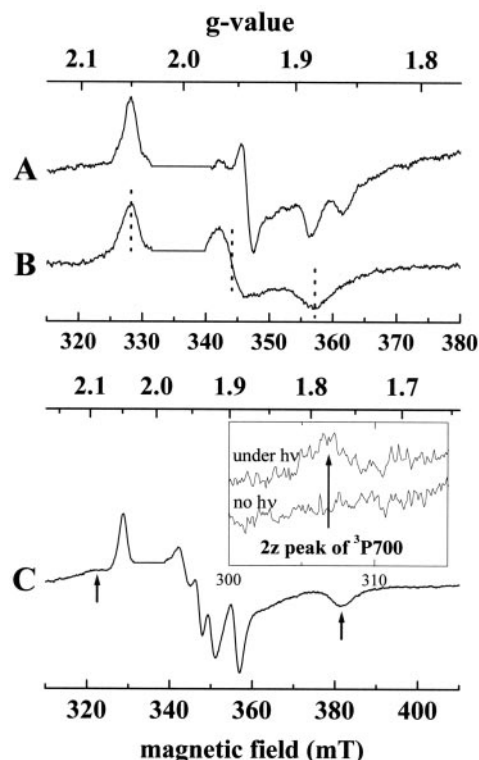 g-value
2.1 2.0 1.9 1.8
A
B
320 330 340 350 360 370 380
2.1 2.0 1.9 1.8 1.7
under hν
no hν
2z peak of ³P700
300 310
C
320 340 360 380 400
magnetic field (mT)